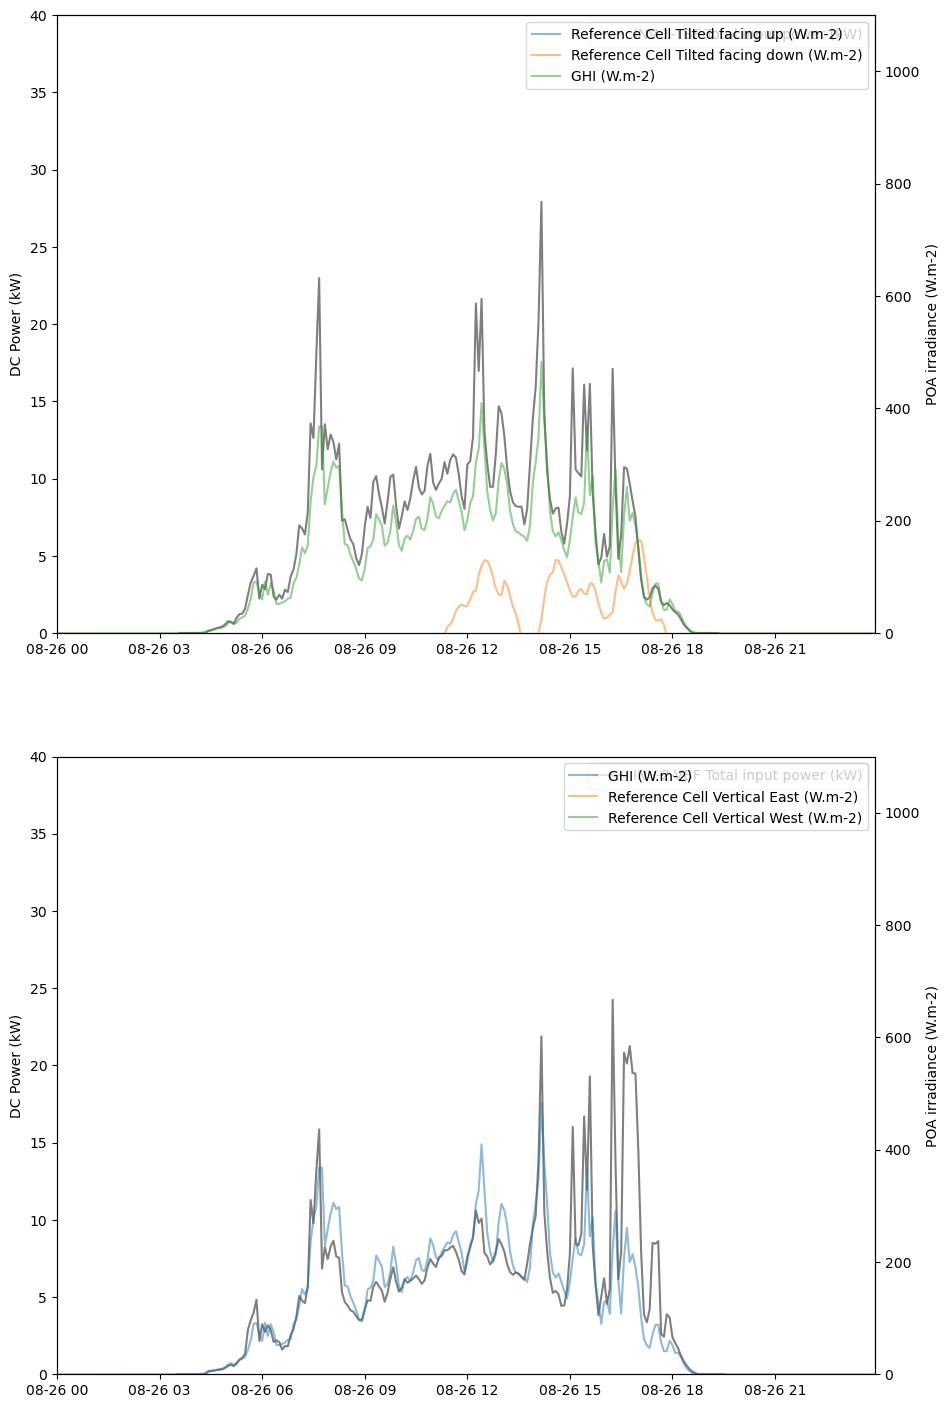 40
35
30
25
20
15
10
5
0
DC Power (kW)
Reference Cell Tilted facing up (W.m-2)
Reference Cell Tilted facing down (W.m-2)
GHI (W.m-2)
1000
800
600
400
200
0
POA irradiance (W.m-2)
08-26 00 08-26 03 08-26 06 08-26 09 08-26 12 08-26 15 08-26 18 08-26 21
40
35
30
25
20
15
10
5
0
DC Power (kW)
GHI (W.m-2) Total input power (kW)
Reference Cell Vertical East (W.m-2)
Reference Cell Vertical West (W.m-2)
1000
800
600
400
200
0
POA irradiance (W.m-2)
08-26 00 08-26 03 08-26 06 08-26 09 08-26 12 08-26 15 08-26 18 08-26 21